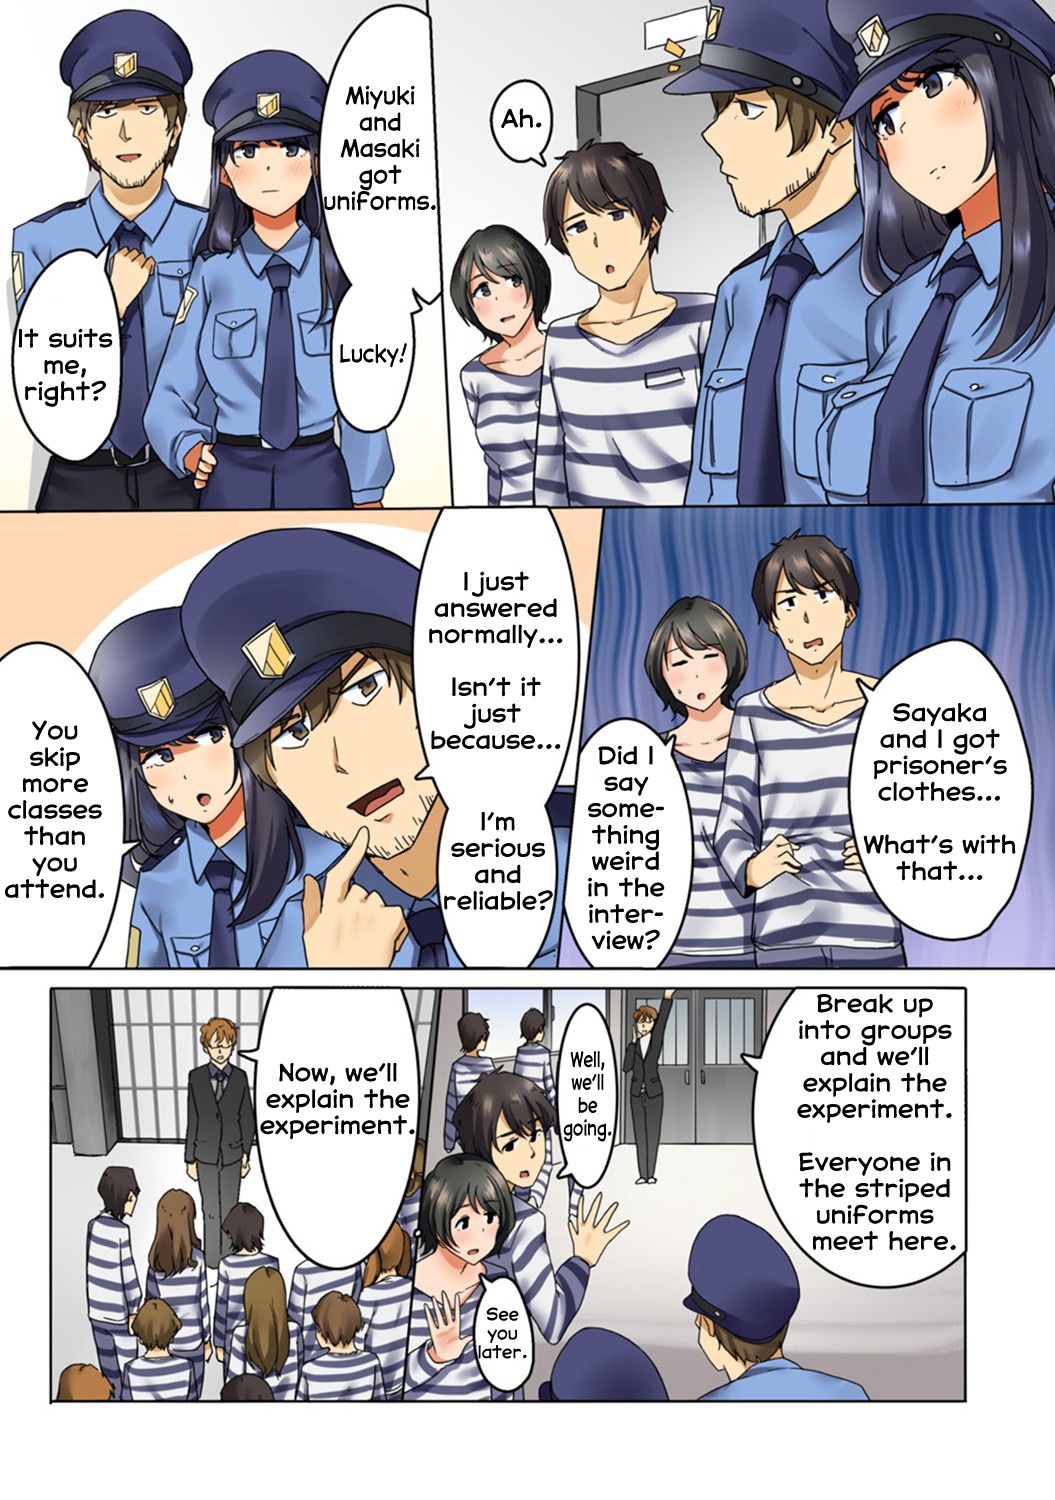 Ah.
Miyuki
and
Masaki
got
uniforms.
Lucky!
It suits
me,
right?
Sayaka
and I got
prisoner's
clothes...
What's with
that...
Did I
say
some-
thing
weird
in the
inter-
view?
I just
answered
normally...
Isn't it
just
because...
I'm
serious
and
reliable?
You
skip
more
classes
than
you
attend.
Break up
into groups
and we'll
explain the
experiment.
Everyone in
the striped
uniforms
meet here.
Well,
we'll
be
going.
See
you
later.
Now, we'll
explain the
experiment.